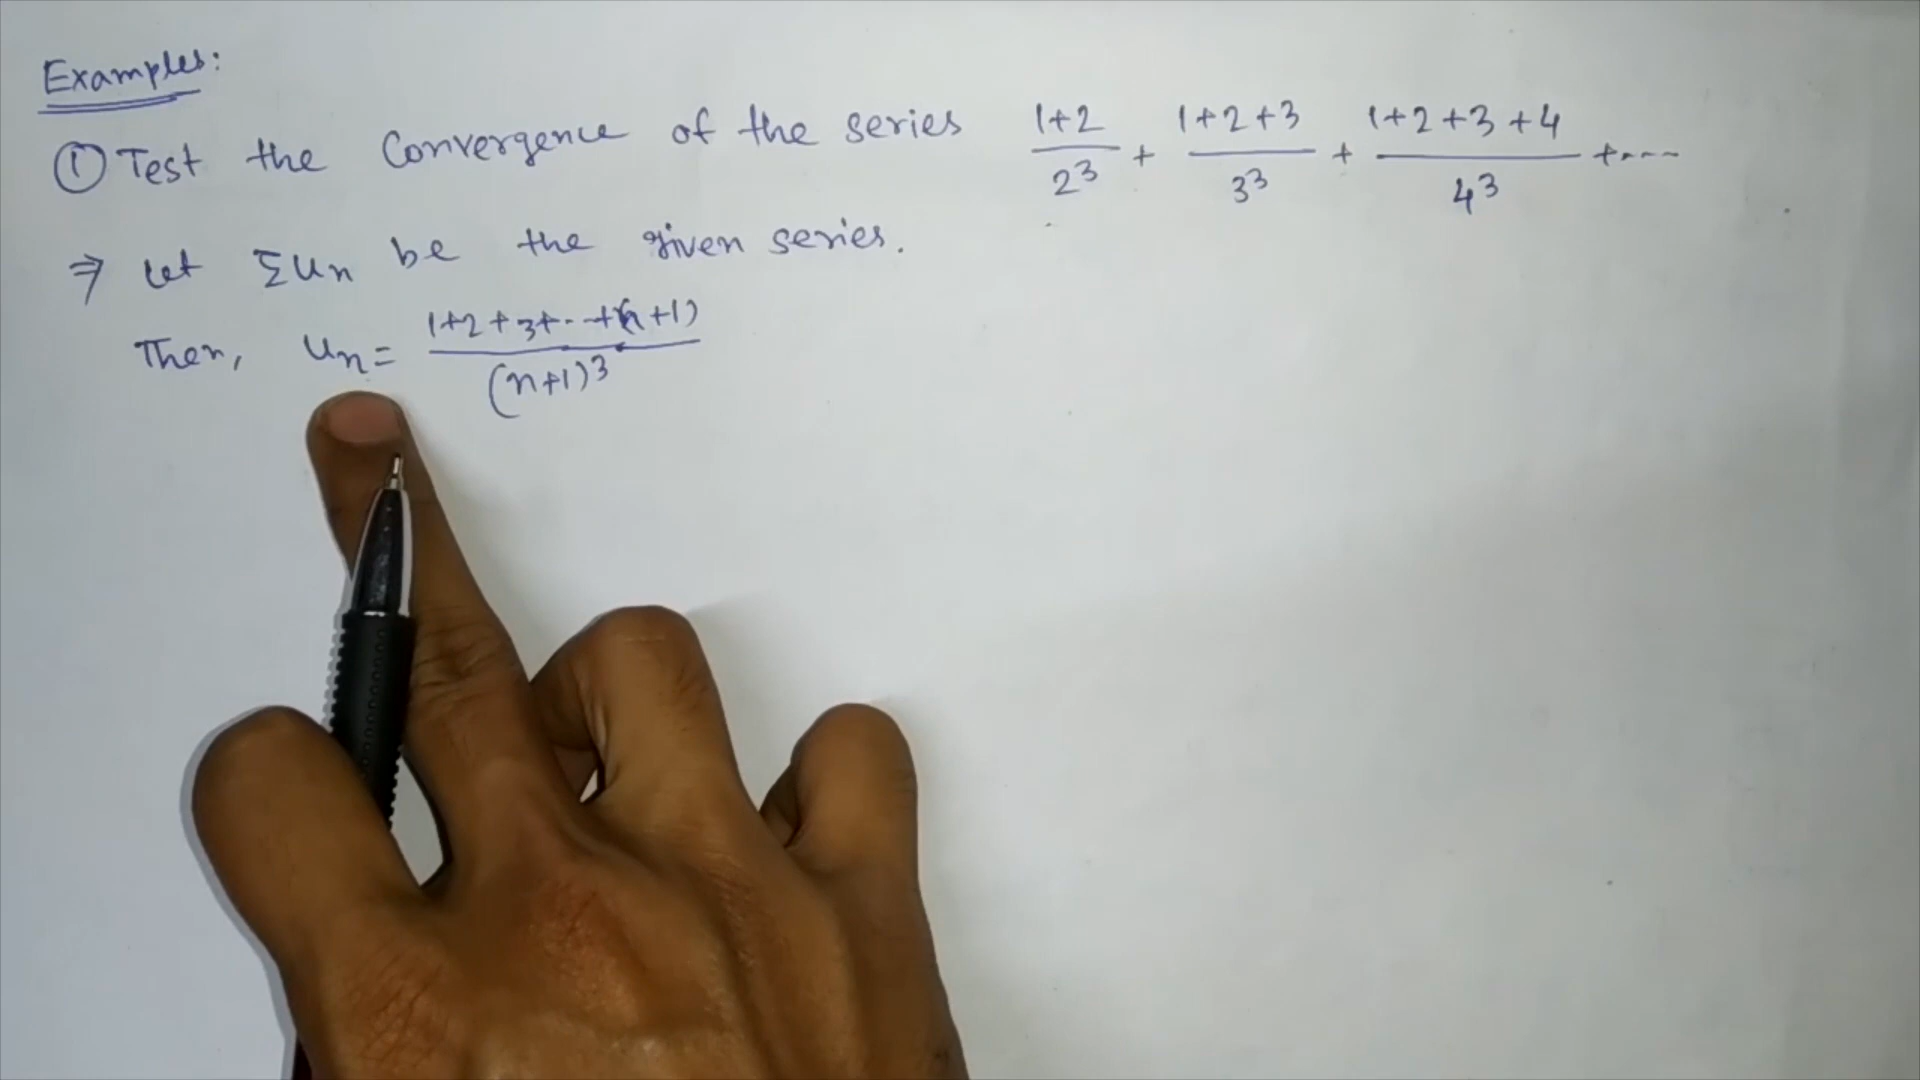 Examples:
① Test the Convergence of the series (1+2)/2³ + (1+2+3)/3³ + (1+2+3+4)/4³ + ----
⇒ Let Σun be the given series.
Then, un = (1+2+3+--+(n+1))/(n+1)³